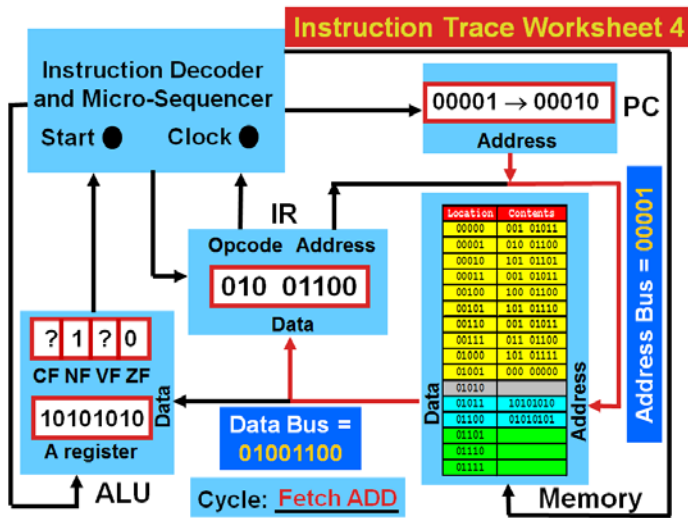 Instruction Trace Worksheet 4
Instruction Decoder
and Micro-Sequencer
Start
Clock
00001 → 00010
PC
Address
Address Bus = 00001
IR
Opcode Address
010 01100
Data
? 1 ? 0
CF NF VF ZF
Data
10101010
A register
ALU
Data Bus =
01001100
Cycle: Fetch ADD
Data
Location Contents
00000 001 01011
00001 010 01100
00010 101 01101
00011 001 01011
00100 100 01100
00101 101 01110
00110 001 01011
00111 011 01100
01000 101 01111
01001 000 00000
01010
01011 10101010
01100 01010101
01101
01110
01111
Address
Memory